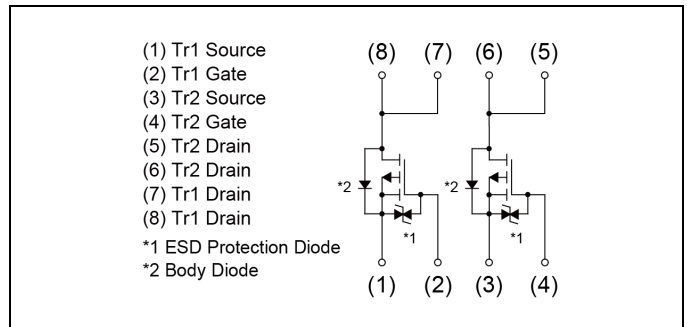 (1) Tr1 Source
(2) Tr1 Gate
(3) Tr2 Source
(4) Tr2 Gate
(5) Tr2 Drain
(6) Tr2 Drain
(7) Tr1 Drain
(8) Tr1 Drain
*1 ESD Protection Diode
*2 Body Diode
(8) (7) (6) (5)
*2 *2
*1 *1
(1) (2) (3) (4)